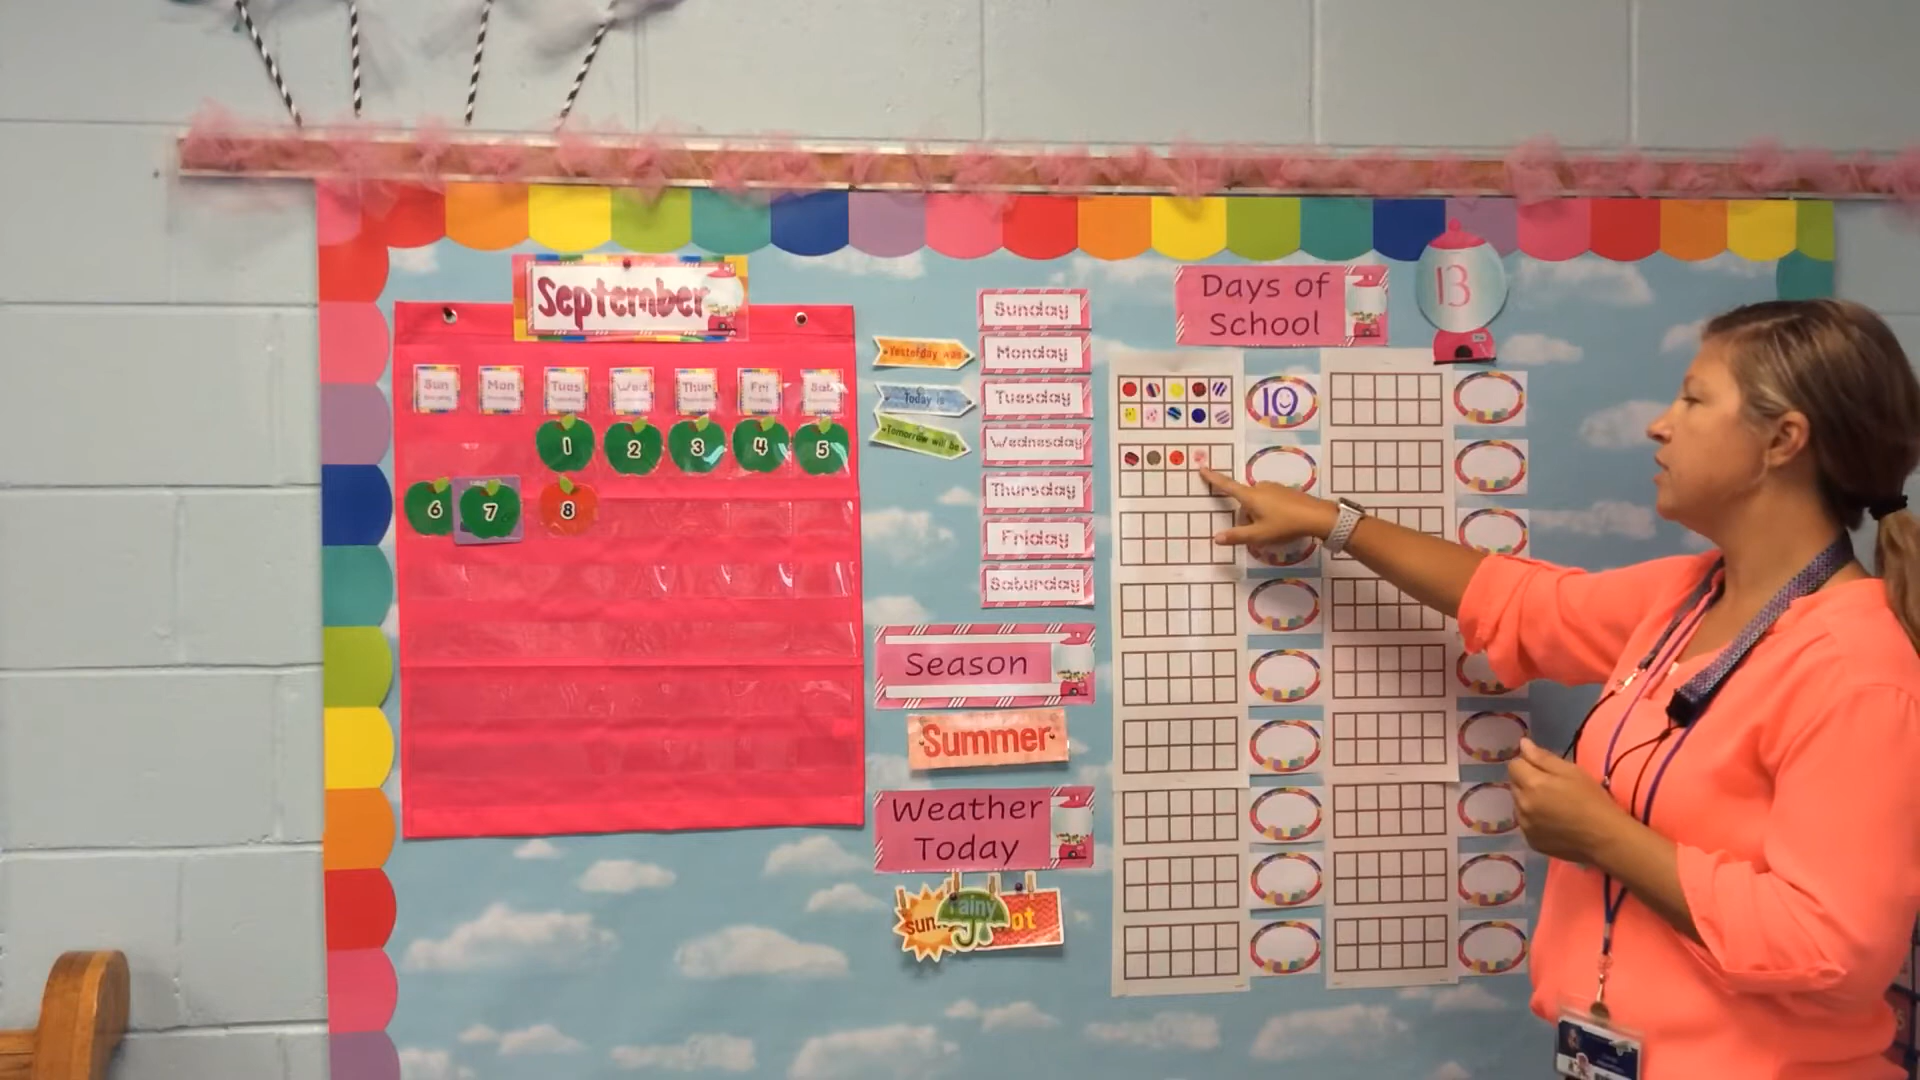 September
Sun Mon Tues Wed Thur Fri Sat
1 2 3 4 5
6 7 8
Yesterday was
Today is
Tomorrow will be
Sunday
Monday
Tuesday
Wednesday
Thursday
Friday
Saturday
Season
Summer
Weather
Today
sun
rainy
ot
Days of
School
13
10